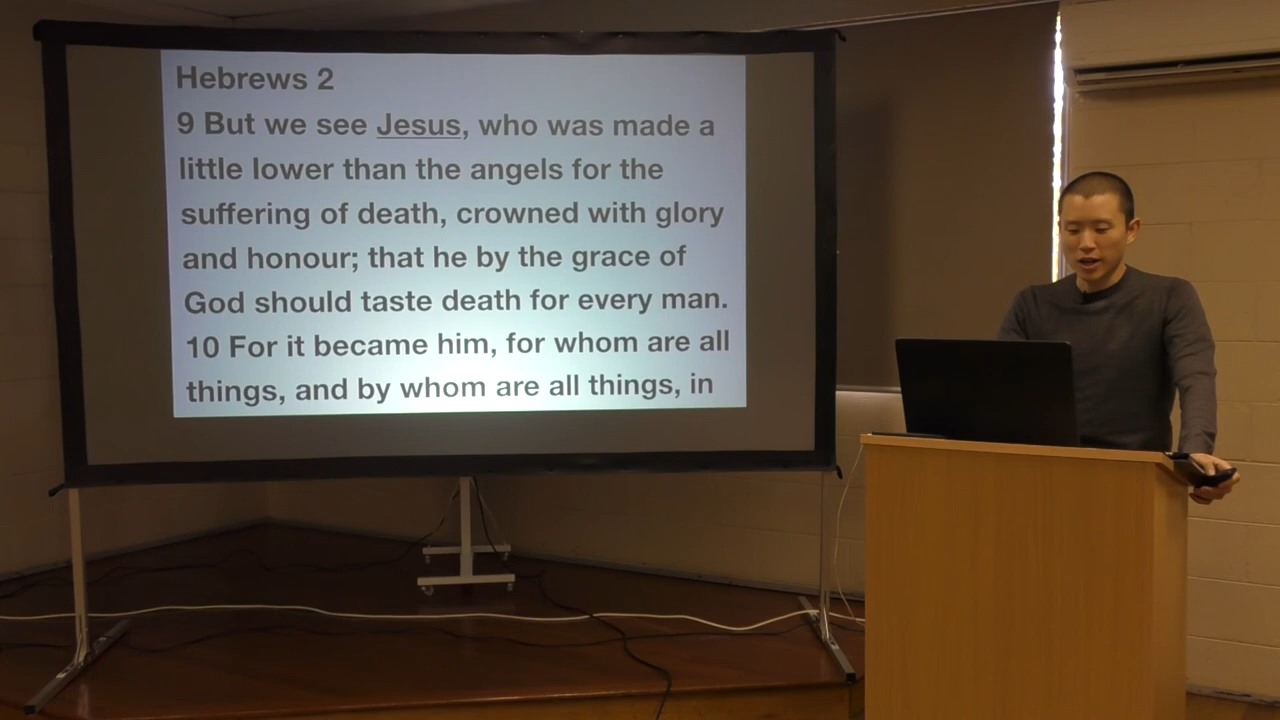 Hebrews 2
9 But we see Jesus, who was made a
little lower than the angels for the
suffering of death, crowned with glory
and honour; that he by the grace of
God should taste death for every man.
10 For it became him, for whom are all
things, and by whom are all things, in